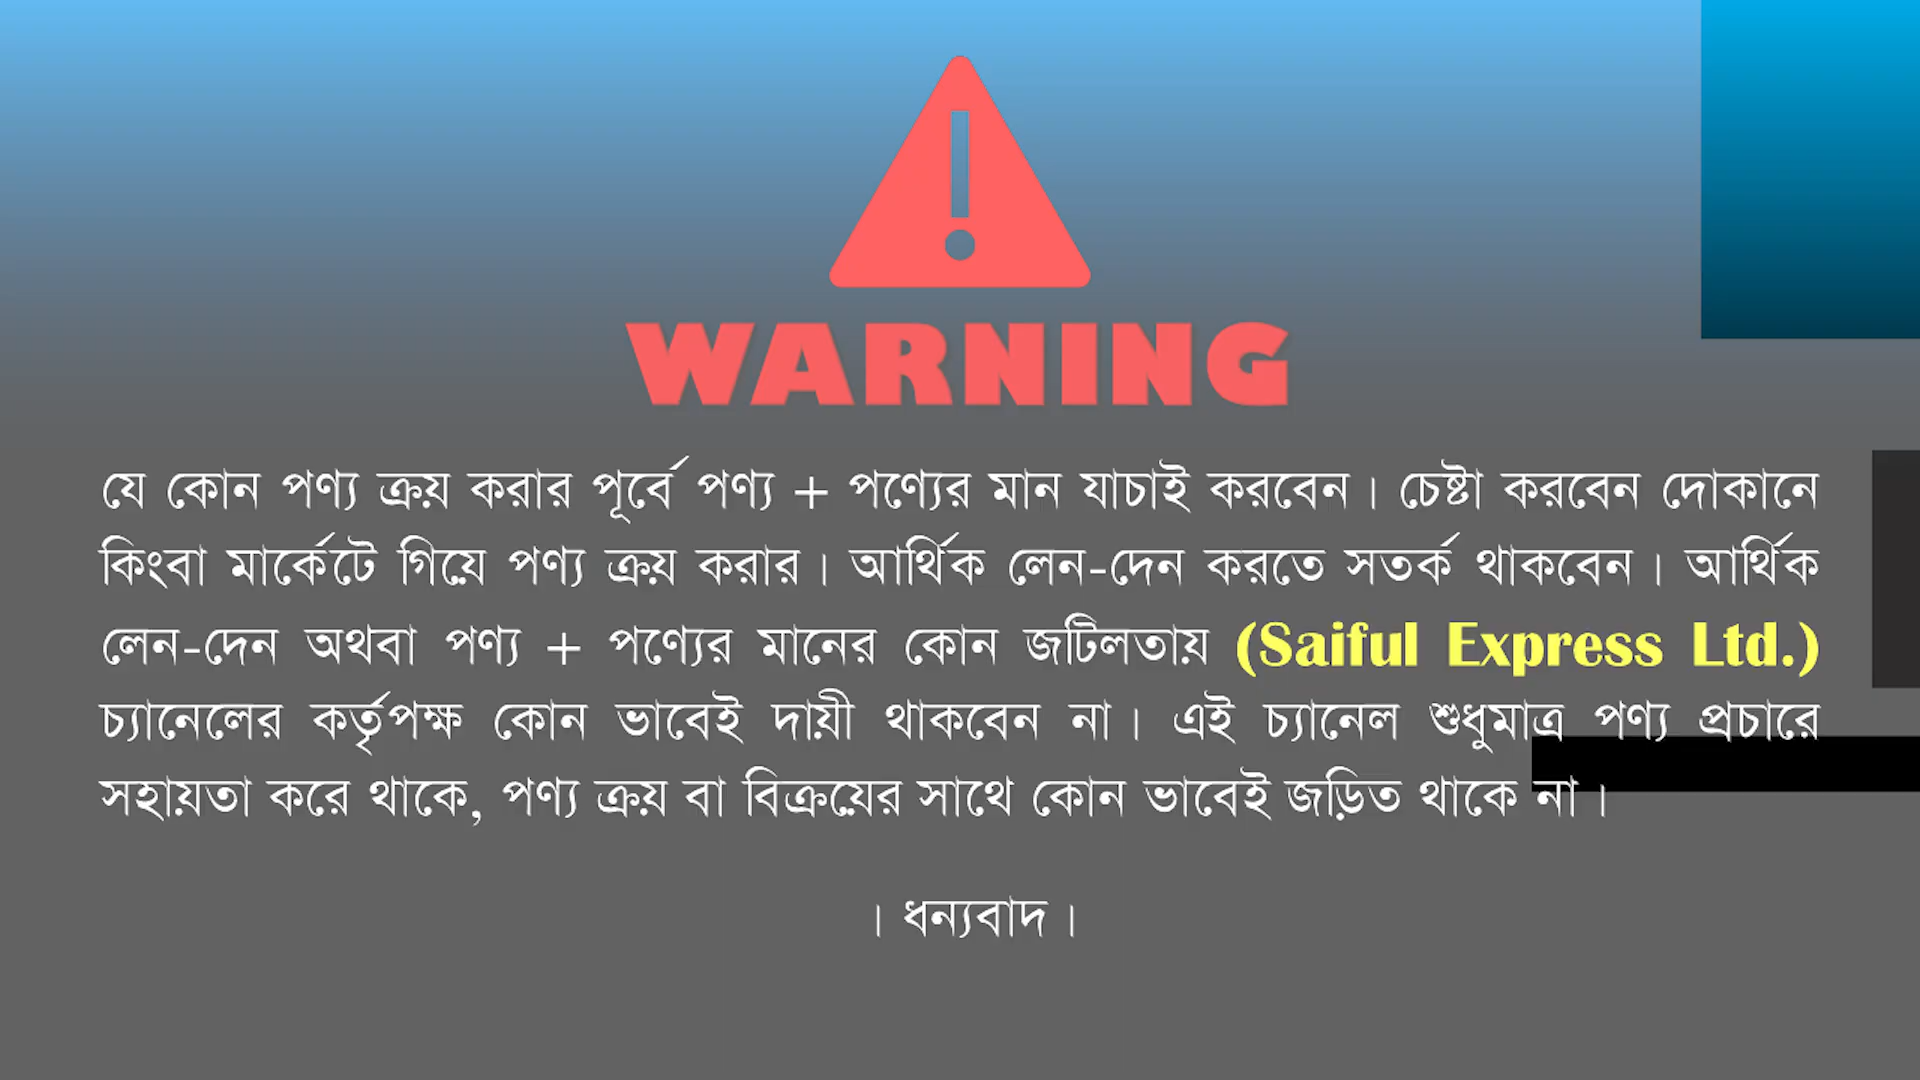 WARNING
যে কোন পণ্য ক্রয় করার পূর্বে পণ্য + পণ্যের মান যাচাই করবেন। চেষ্টা করবেন দোকানে
কিংবা মার্কেটে গিয়ে পণ্য ক্রয় করার। আর্থিক লেন-দেন করতে সতর্ক থাকবেন। আর্থিক
লেন-দেন অথবা পণ্য + পণ্যের মানের কোন জটিলতায় (Saiful Express Ltd.)
চ্যানেলের কর্তৃপক্ষ কোন ভাবেই দায়ী থাকবেন না। এই চ্যানেল শুধুমাত্র পণ্য প্রচারে
সহায়তা করে থাকে, পণ্য ক্রয় বা বিক্রয়ের সাথে কোন ভাবেই জড়িত থাকে না।
। ধন্যবাদ।